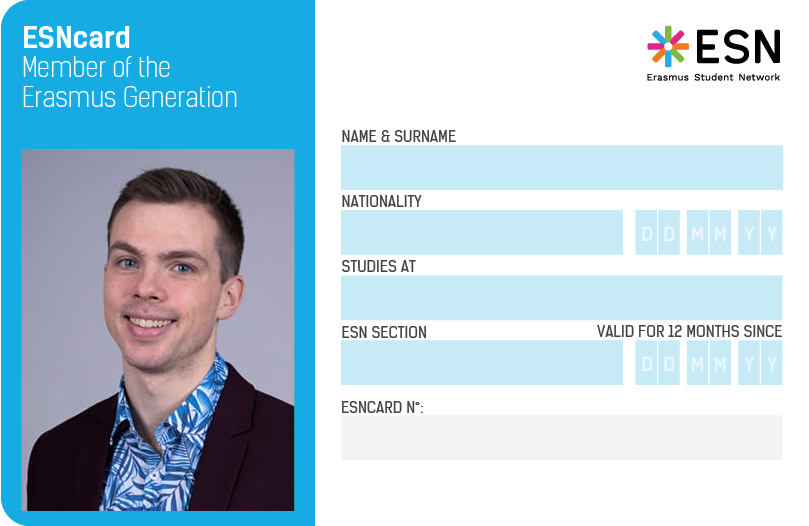 ESNcard
Member of the
Erasmus Generation
ESN
Erasmus Student Network
NAME & SURNAME
NATIONALITY
D D M M Y Y
STUDIES AT
ESN SECTION
VALID FOR 12 MONTHS SINCE
D D M M Y Y
ESNCARD N°: